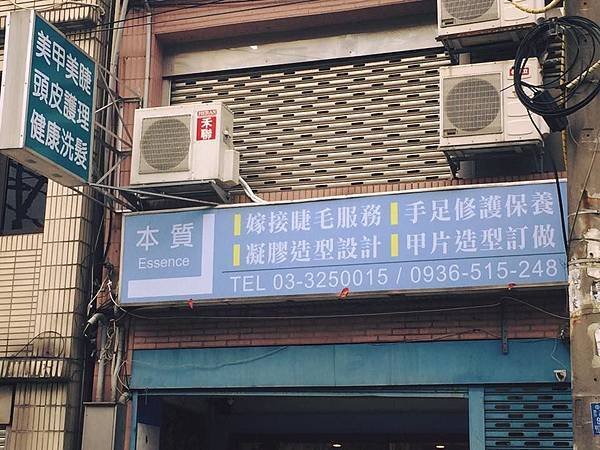 美甲美睫
頭皮護理
健康洗髮
禾聯
本質
Essence
嫁接睫毛服務 手足修護保養
凝膠造型設計 甲片造型訂做
TEL 03-3250015 / 0936-515-248